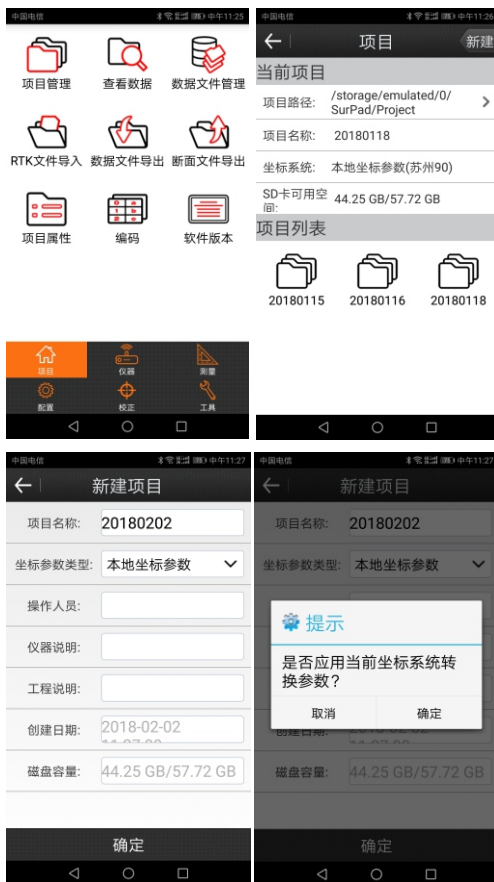 中国电信
中午11:25
项目管理
查看数据
数据文件管理
RTK文件导入
数据文件导出
断面文件导出
项目属性
编码
软件版本
项目
仪器
测量
配置
校正
工具
中国电信
中午11:26
项目
新建
当前项目
项目路径:
/storage/emulated/0/
SurPad/Project
项目名称:
20180118
坐标系统:
本地坐标参数(苏州90)
SD卡可用空
间:
44.25 GB/57.72 GB
项目列表
20180115
20180116
20180118
中国电信
中午11:27
新建项目
项目名称:
20180202
坐标参数类型:
本地坐标参数
操作人员:
仪器说明:
工程说明:
创建日期:
2018-02-02
磁盘容量:
44.25 GB/57.72 GB
确定
中国电信
中午11:27
新建项目
项目名称:
20180202
坐标参数类型:
本地坐标参数
提示
是否应用当前坐标系统转
换参数?
取消
确定
创建日期:
磁盘容量:
44.25 GB/57.72 GB
确定